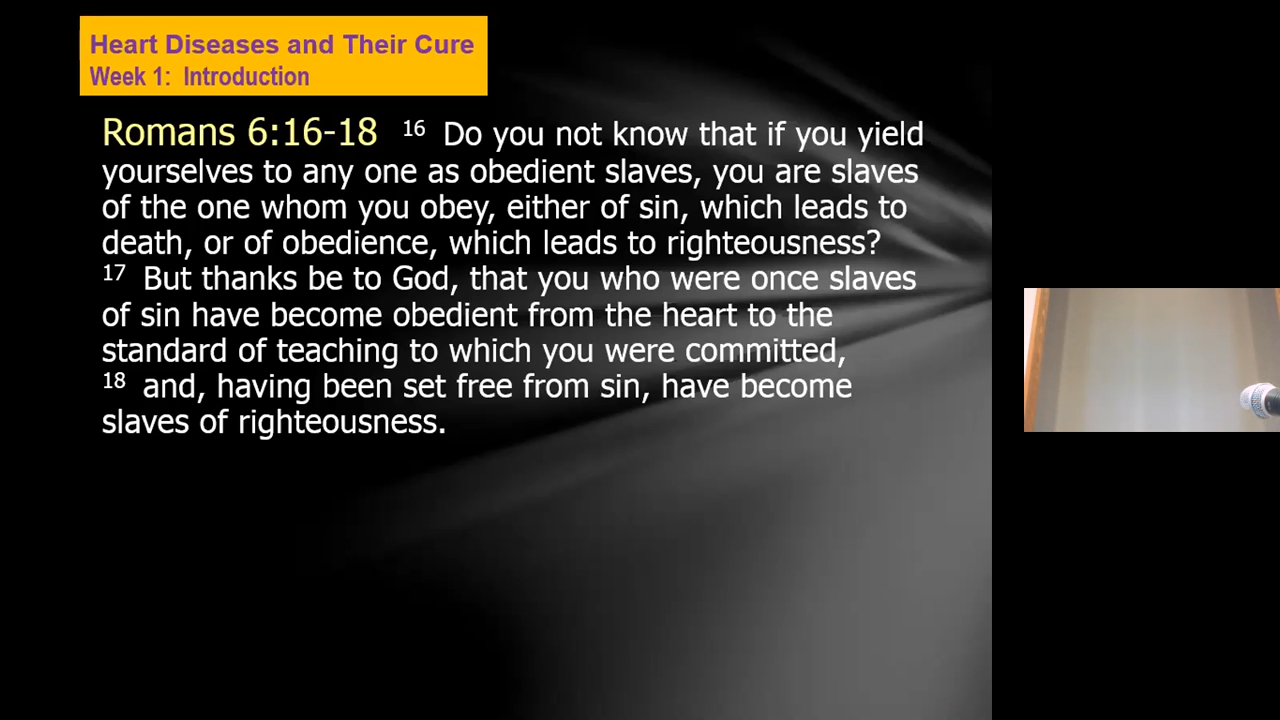 Heart Diseases and Their Cure
Week 1: Introduction
Romans 6:16-18 16 Do you not know that if you yield
yourselves to any one as obedient slaves, you are slaves
of the one whom you obey, either of sin, which leads to
death, or of obedience, which leads to righteousness?
17 But thanks be to God, that you who were once slaves
of sin have become obedient from the heart to the
standard of teaching to which you were committed,
18 and, having been set free from sin, have become
slaves of righteousness.